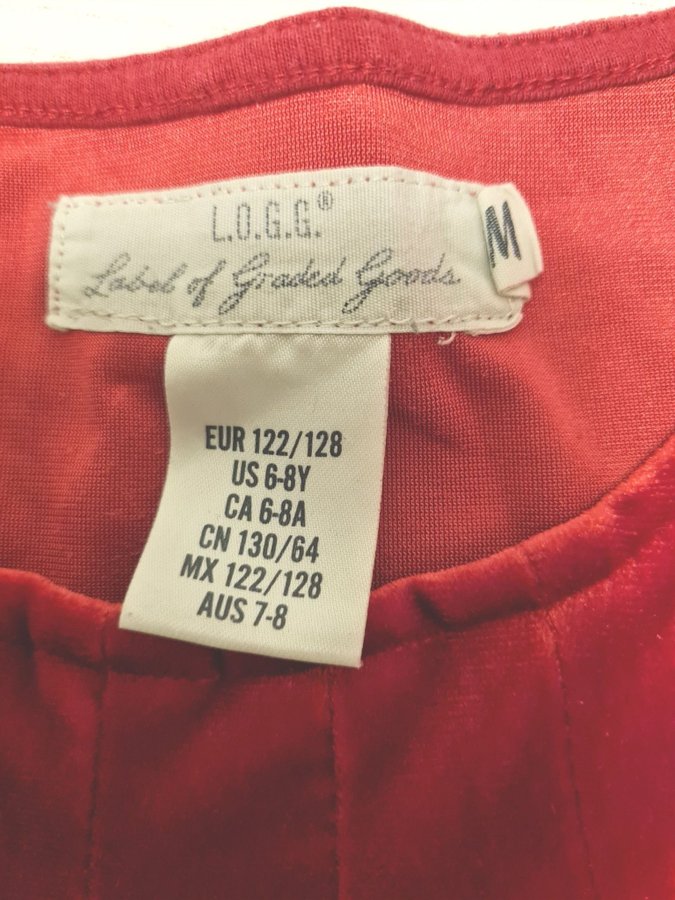 L.O.G.G.®
Label of Graded Goods
M
EUR 122/128
US 6-8Y
CA 6-8A
CN 130/64
MX 122/128
AUS 7-8